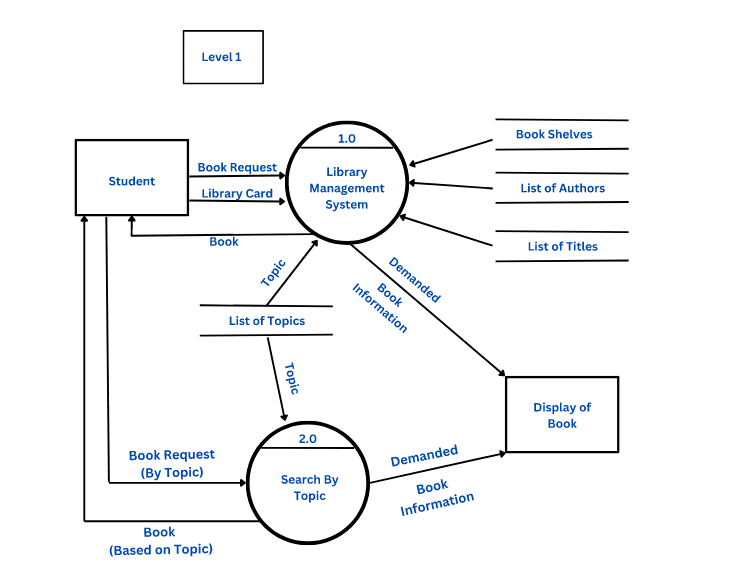 Level 1
1.0
Library
Management
System
Student
Book Request
Library Card
Book
Book Shelves
List of Authors
List of Titles
Topic
Demanded
Book
Information
List of Topics
Topic
Display of
Book
2.0
Search By
Topic
Book Request
(By Topic)
Demanded
Book
Information
Book
(Based on Topic)